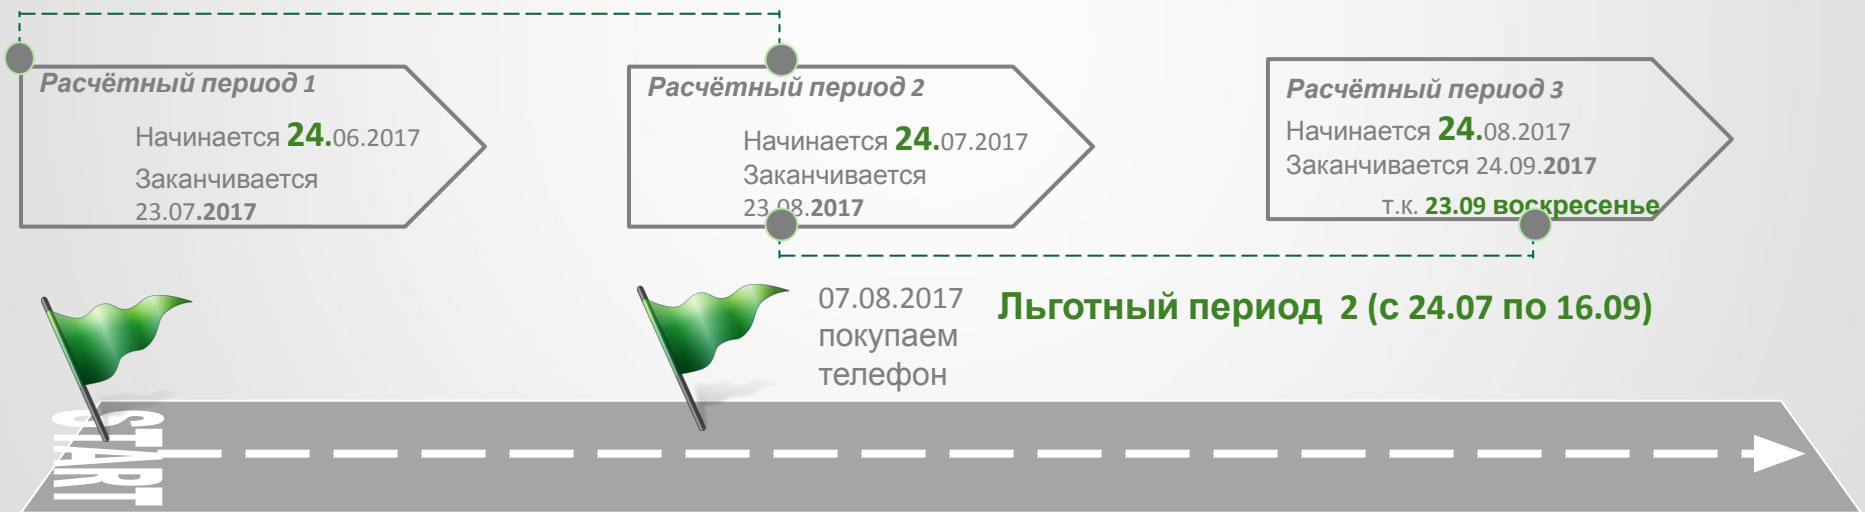 Расчётный период 1
Начинается 24.06.2017
Заканчивается
23.07.2017
Расчётный период 2
Начинается 24.07.2017
Заканчивается
23.08.2017
Расчётный период 3
Начинается 24.08.2017
Заканчивается 24.09.2017
т.к. 23.09 воскресенье
07.08.2017
покупаем
телефон
Льготный период 2 (с 24.07 по 16.09)
START